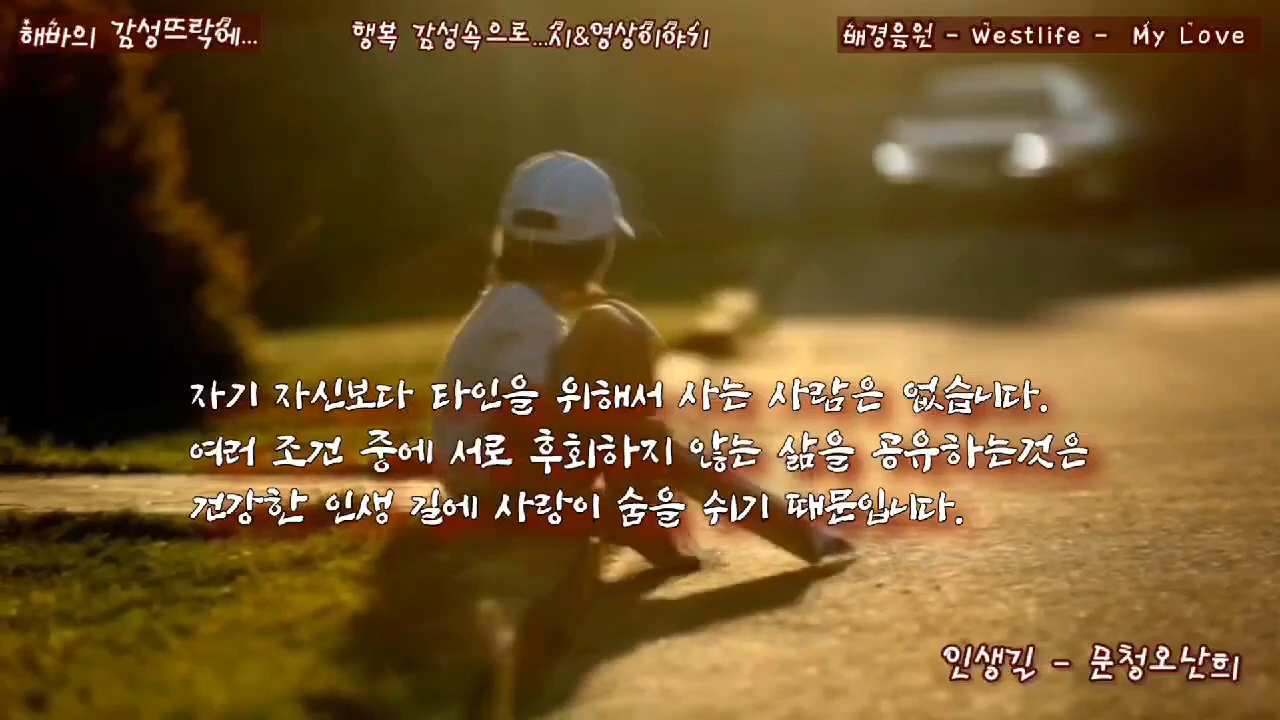 해바의 감성뜨락에...
행복 감성속으로...시&영상이야기
배경음원 - Westlife - My Love
자기 자신보다 타인을 위해서 사는 사람은 없습니다.
여러 조건 중에 서로 후회하지 않는 삶을 공유하는것은
건강한 인생 길에 사랑이 숨을 쉬기 때문입니다.
인생길 - 문청오난희